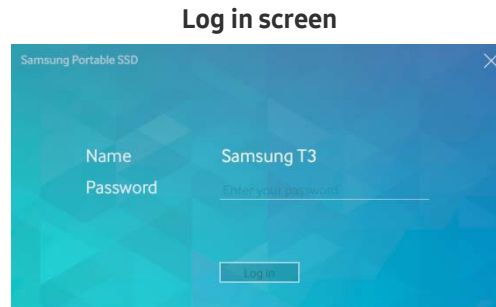 Log in screen
Samsung Portable SSD
Name Samsung T3
Password Enter your password
Log in